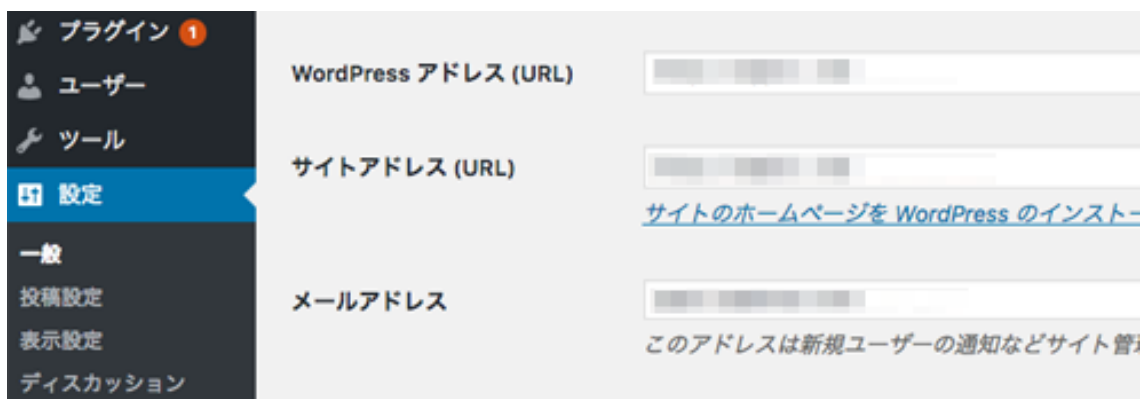 プラグイン 1
ユーザー
ツール
設定
一般
投稿設定
表示設定
ディスカッション
WordPress アドレス (URL)
サイトアドレス (URL)
サイトのホームページを WordPress のインストー
メールアドレス
このアドレスは新規ユーザーの通知などサイト管